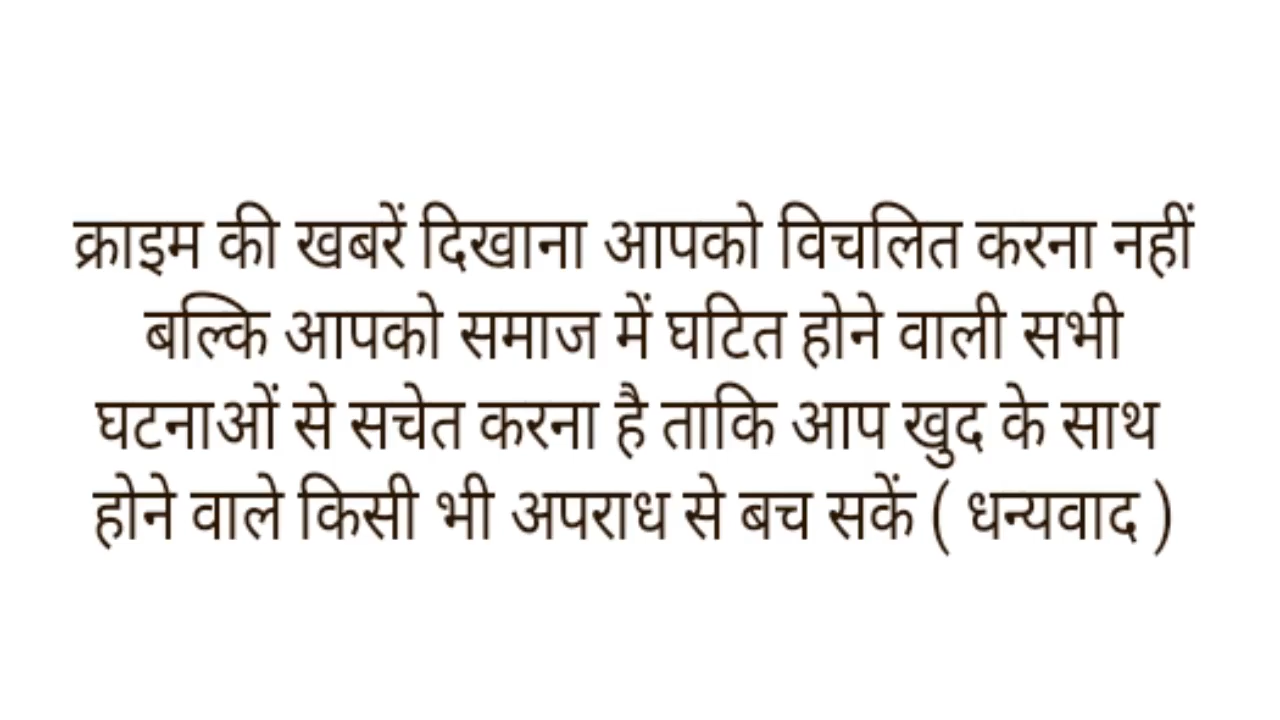 क्राइम की खबरें दिखाना आपको विचलित करना नहीं
बल्कि आपको समाज में घटित होने वाली सभी
घटनाओं से सचेत करना है ताकि आप खुद के साथ
होने वाले किसी भी अपराध से बच सकें ( धन्यवाद )